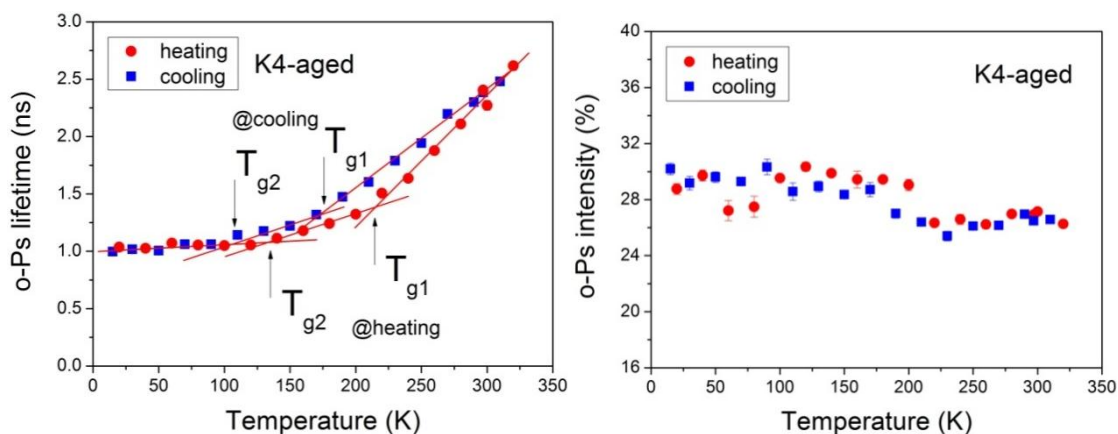 3.0
2.5
2.0
1.5
1.0
0.5
0.0
o-Ps lifetime (ns)
heating
cooling
K4-aged
@cooling
Tg1
Tg2
Tg1
Tg2
@heating
0 50 100 150 200 250 300 350
Temperature (K)
40
36
32
28
24
20
16
o-Ps intensity (%)
heating
cooling
K4-aged
0 50 100 150 200 250 300 350
Temperature (K)